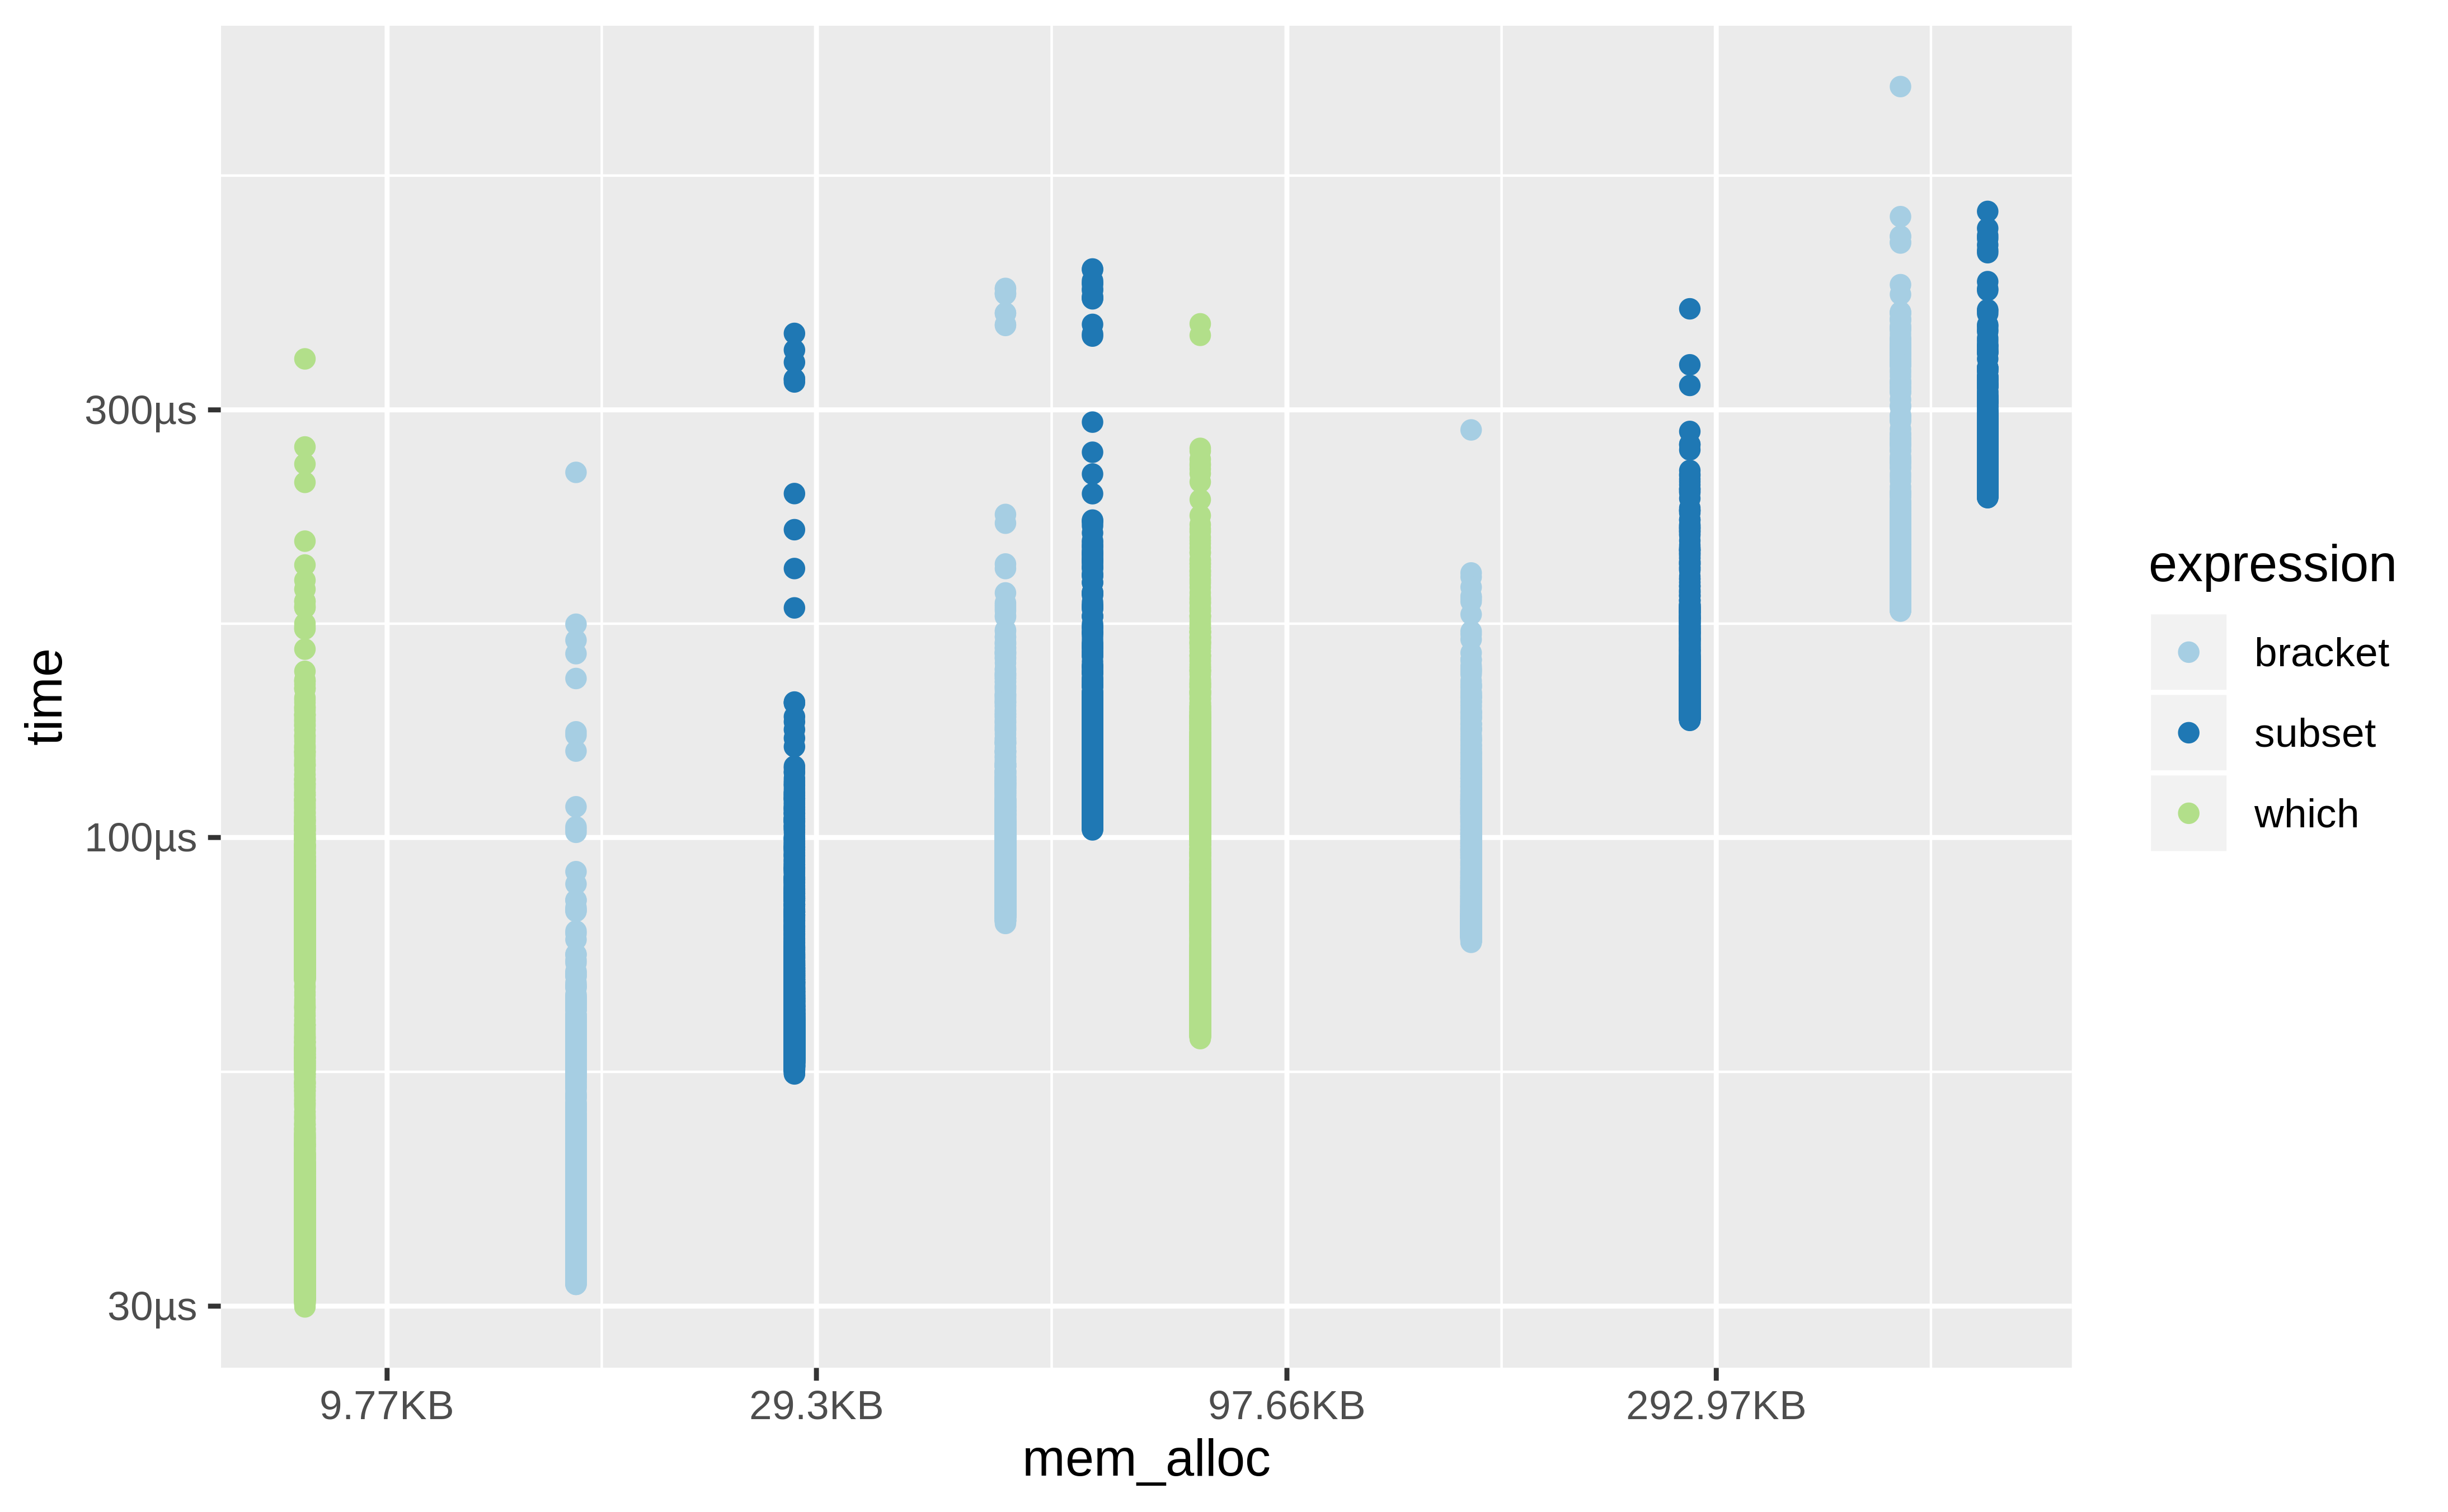 time
300µs
100µs
30µs
9.77KB
29.3KB
97.66KB
292.97KB
mem_alloc
expression
bracket
subset
which